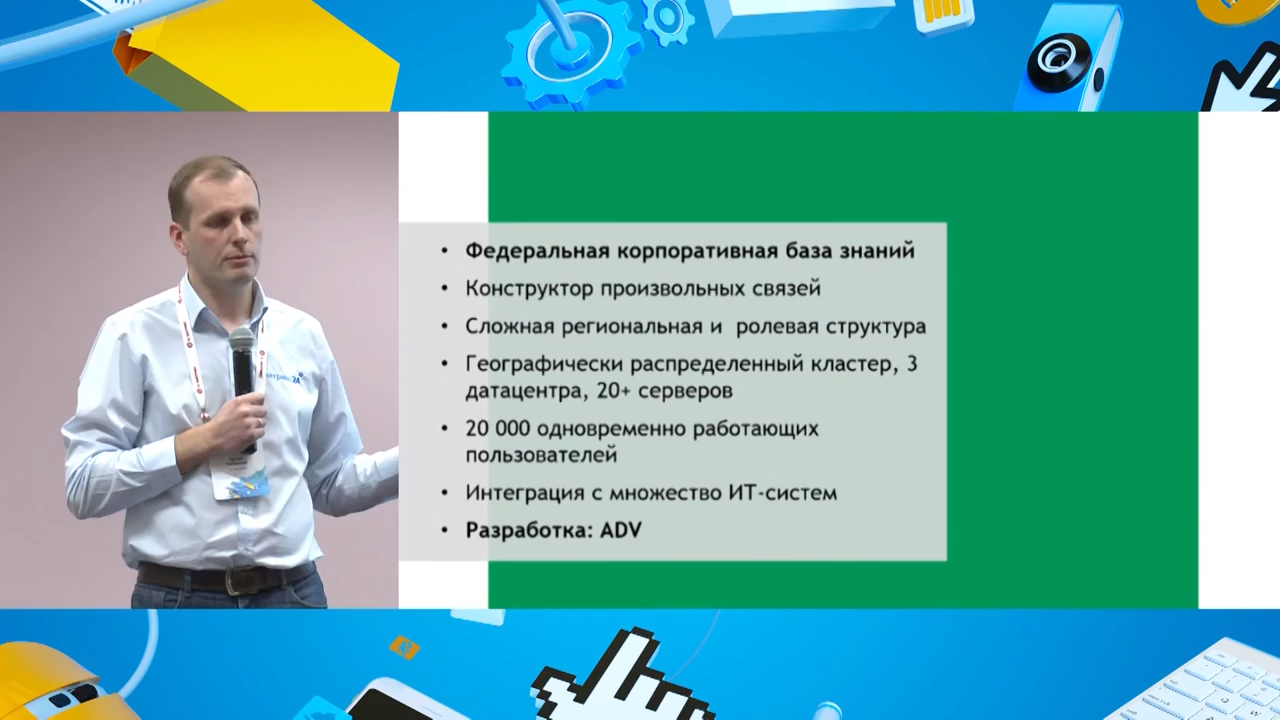 • Федеральная корпоративная база знаний
• Конструктор произвольных связей
• Сложная региональная и ролевая структура
• Географически распределенный кластер, 3
датацентра, 20+ серверов
• 20 000 одновременно работающих
пользователей
• Интеграция с множество ИТ-систем
• Разработка: ADV